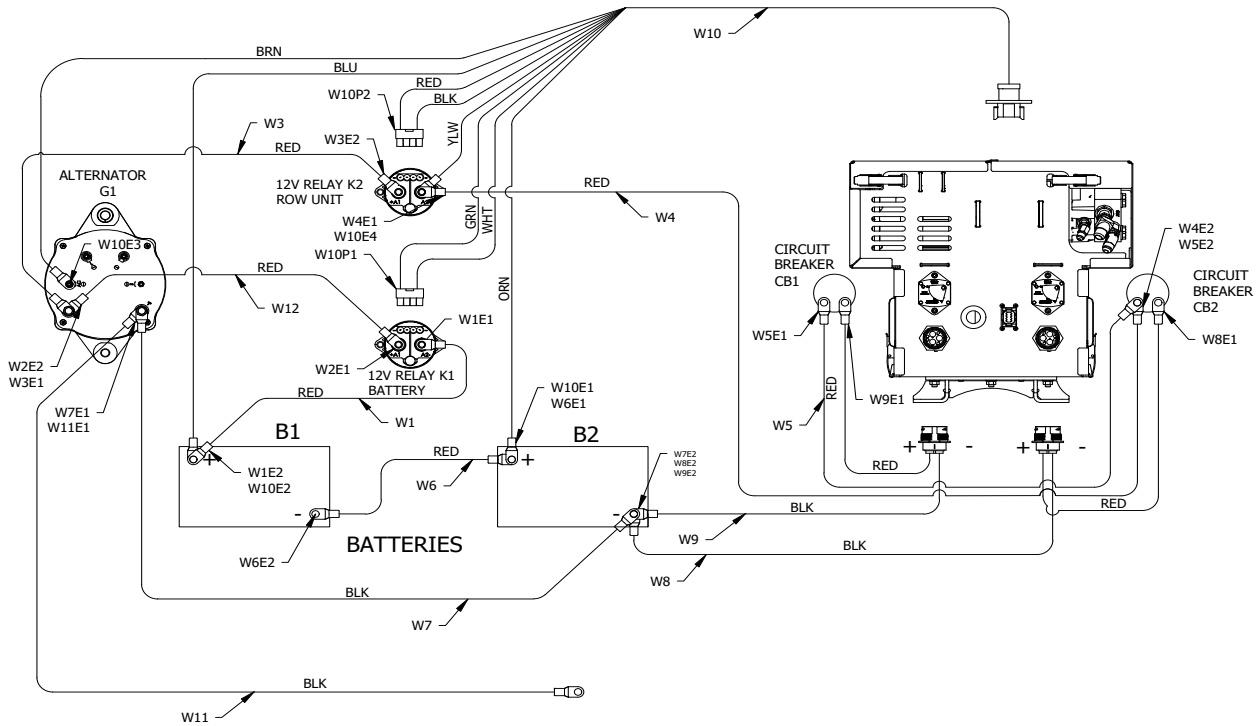 W10
BRN
BLU
RED
BLK
W10P2
YLW
W3
W3E2
RED
ALTERNATOR
G1
12V RELAY K2
ROW UNIT
+A1
W4E1
W10E4
RED
W4
GRN
WHT
W10P1
W10E3
RED
W12
ORN
CIRCUIT
BREAKER
CB1
W4E2
W5E2
CIRCUIT
BREAKER
CB2
W5E1
W9E1
W8E1
W2E2
W3E1
W1E1
+A1
W2E1
12V RELAY K1
BATTERY
W7E1
W11E1
RED
W1
W10E1
W6E1
RED
W5
B1
+
W1E2
W10E2
-
W6E2
RED
W6
B2
+
-
W7E2
W8E2
W9E2
+
-
+
-
RED
RED
BATTERIES
BLK
W9
BLK
W8
BLK
W7
BLK
W11